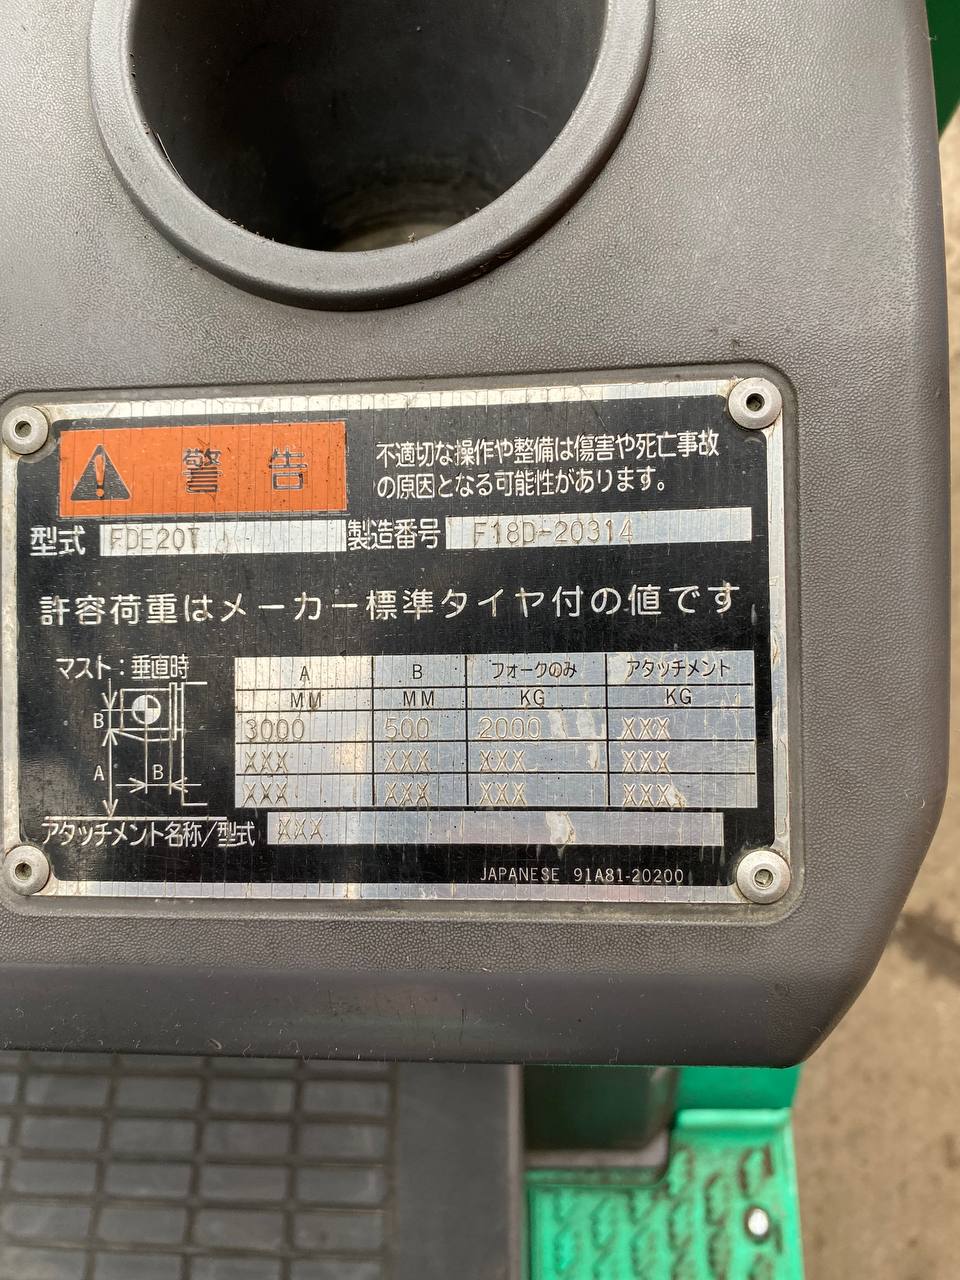 警告
不適切な操作や整備は傷害や死亡事故
の原因となる可能性があります。
型式 FDE20T 製造番号 F18D-20314
許容荷重はメーカー標準タイヤ付の値です
マスト：垂直時
B
A
B
A B フォークのみ アタッチメント
MM MM KG KG
3000 500 2000 XXX
XXX XXX XXX XXX
XXX XXX XXX XXX
アタッチメント名称/型式 XXX
JAPANESE 91A81-20200